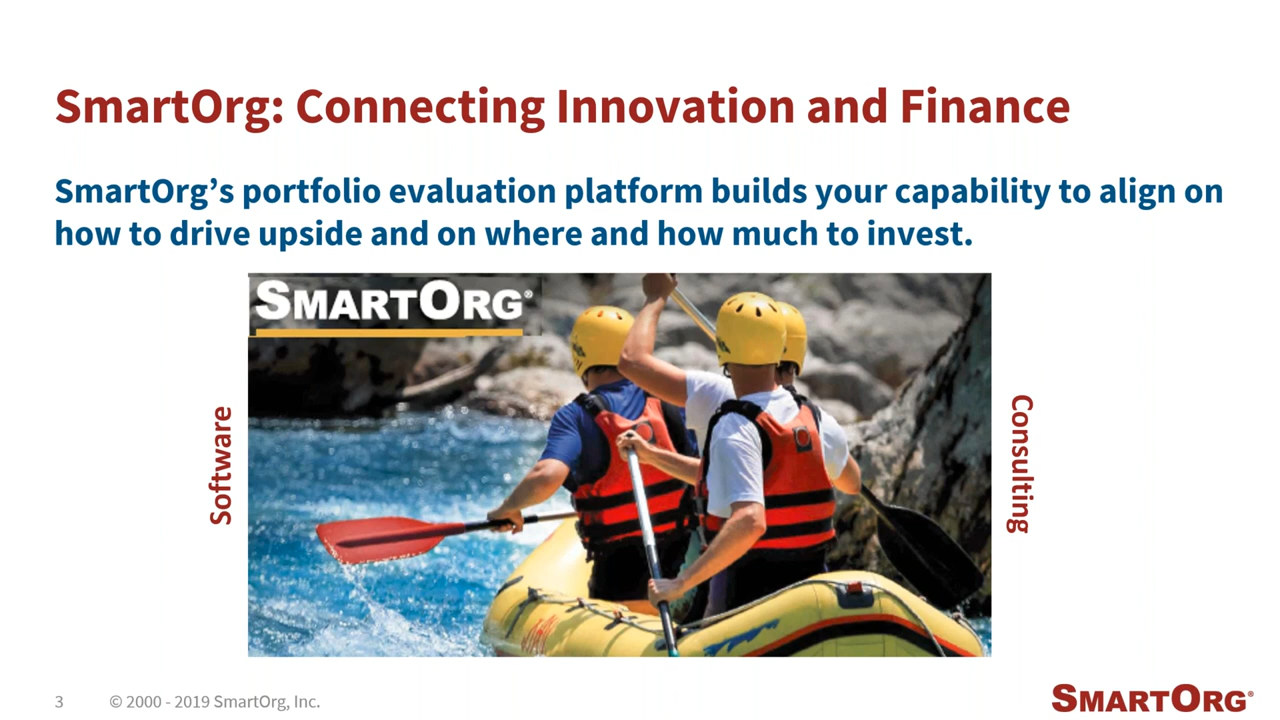 SmartOrg: Connecting Innovation and Finance
SmartOrg’s portfolio evaluation platform builds your capability to align on
how to drive upside and on where and how much to invest.
SMARTORG®
Software
Consulting
3
© 2000 - 2019 SmartOrg, Inc.
SMARTORG®